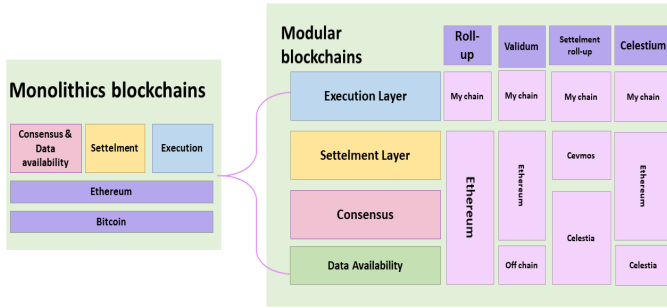 Monolithics blockchains
Consensus &
Data
availability
Settelment
Execution
Ethereum
Bitcoin
Modular
blockchains
Roll-
up
Validum
Settelment
roll-up
Celestium
Execution Layer
My chain
My chain
My chain
My chain
Settelment Layer
Ethereum
Ethereum
Cevmos
Ethereum
Consensus
Celestia
Data Availability
Off chain
Celestia